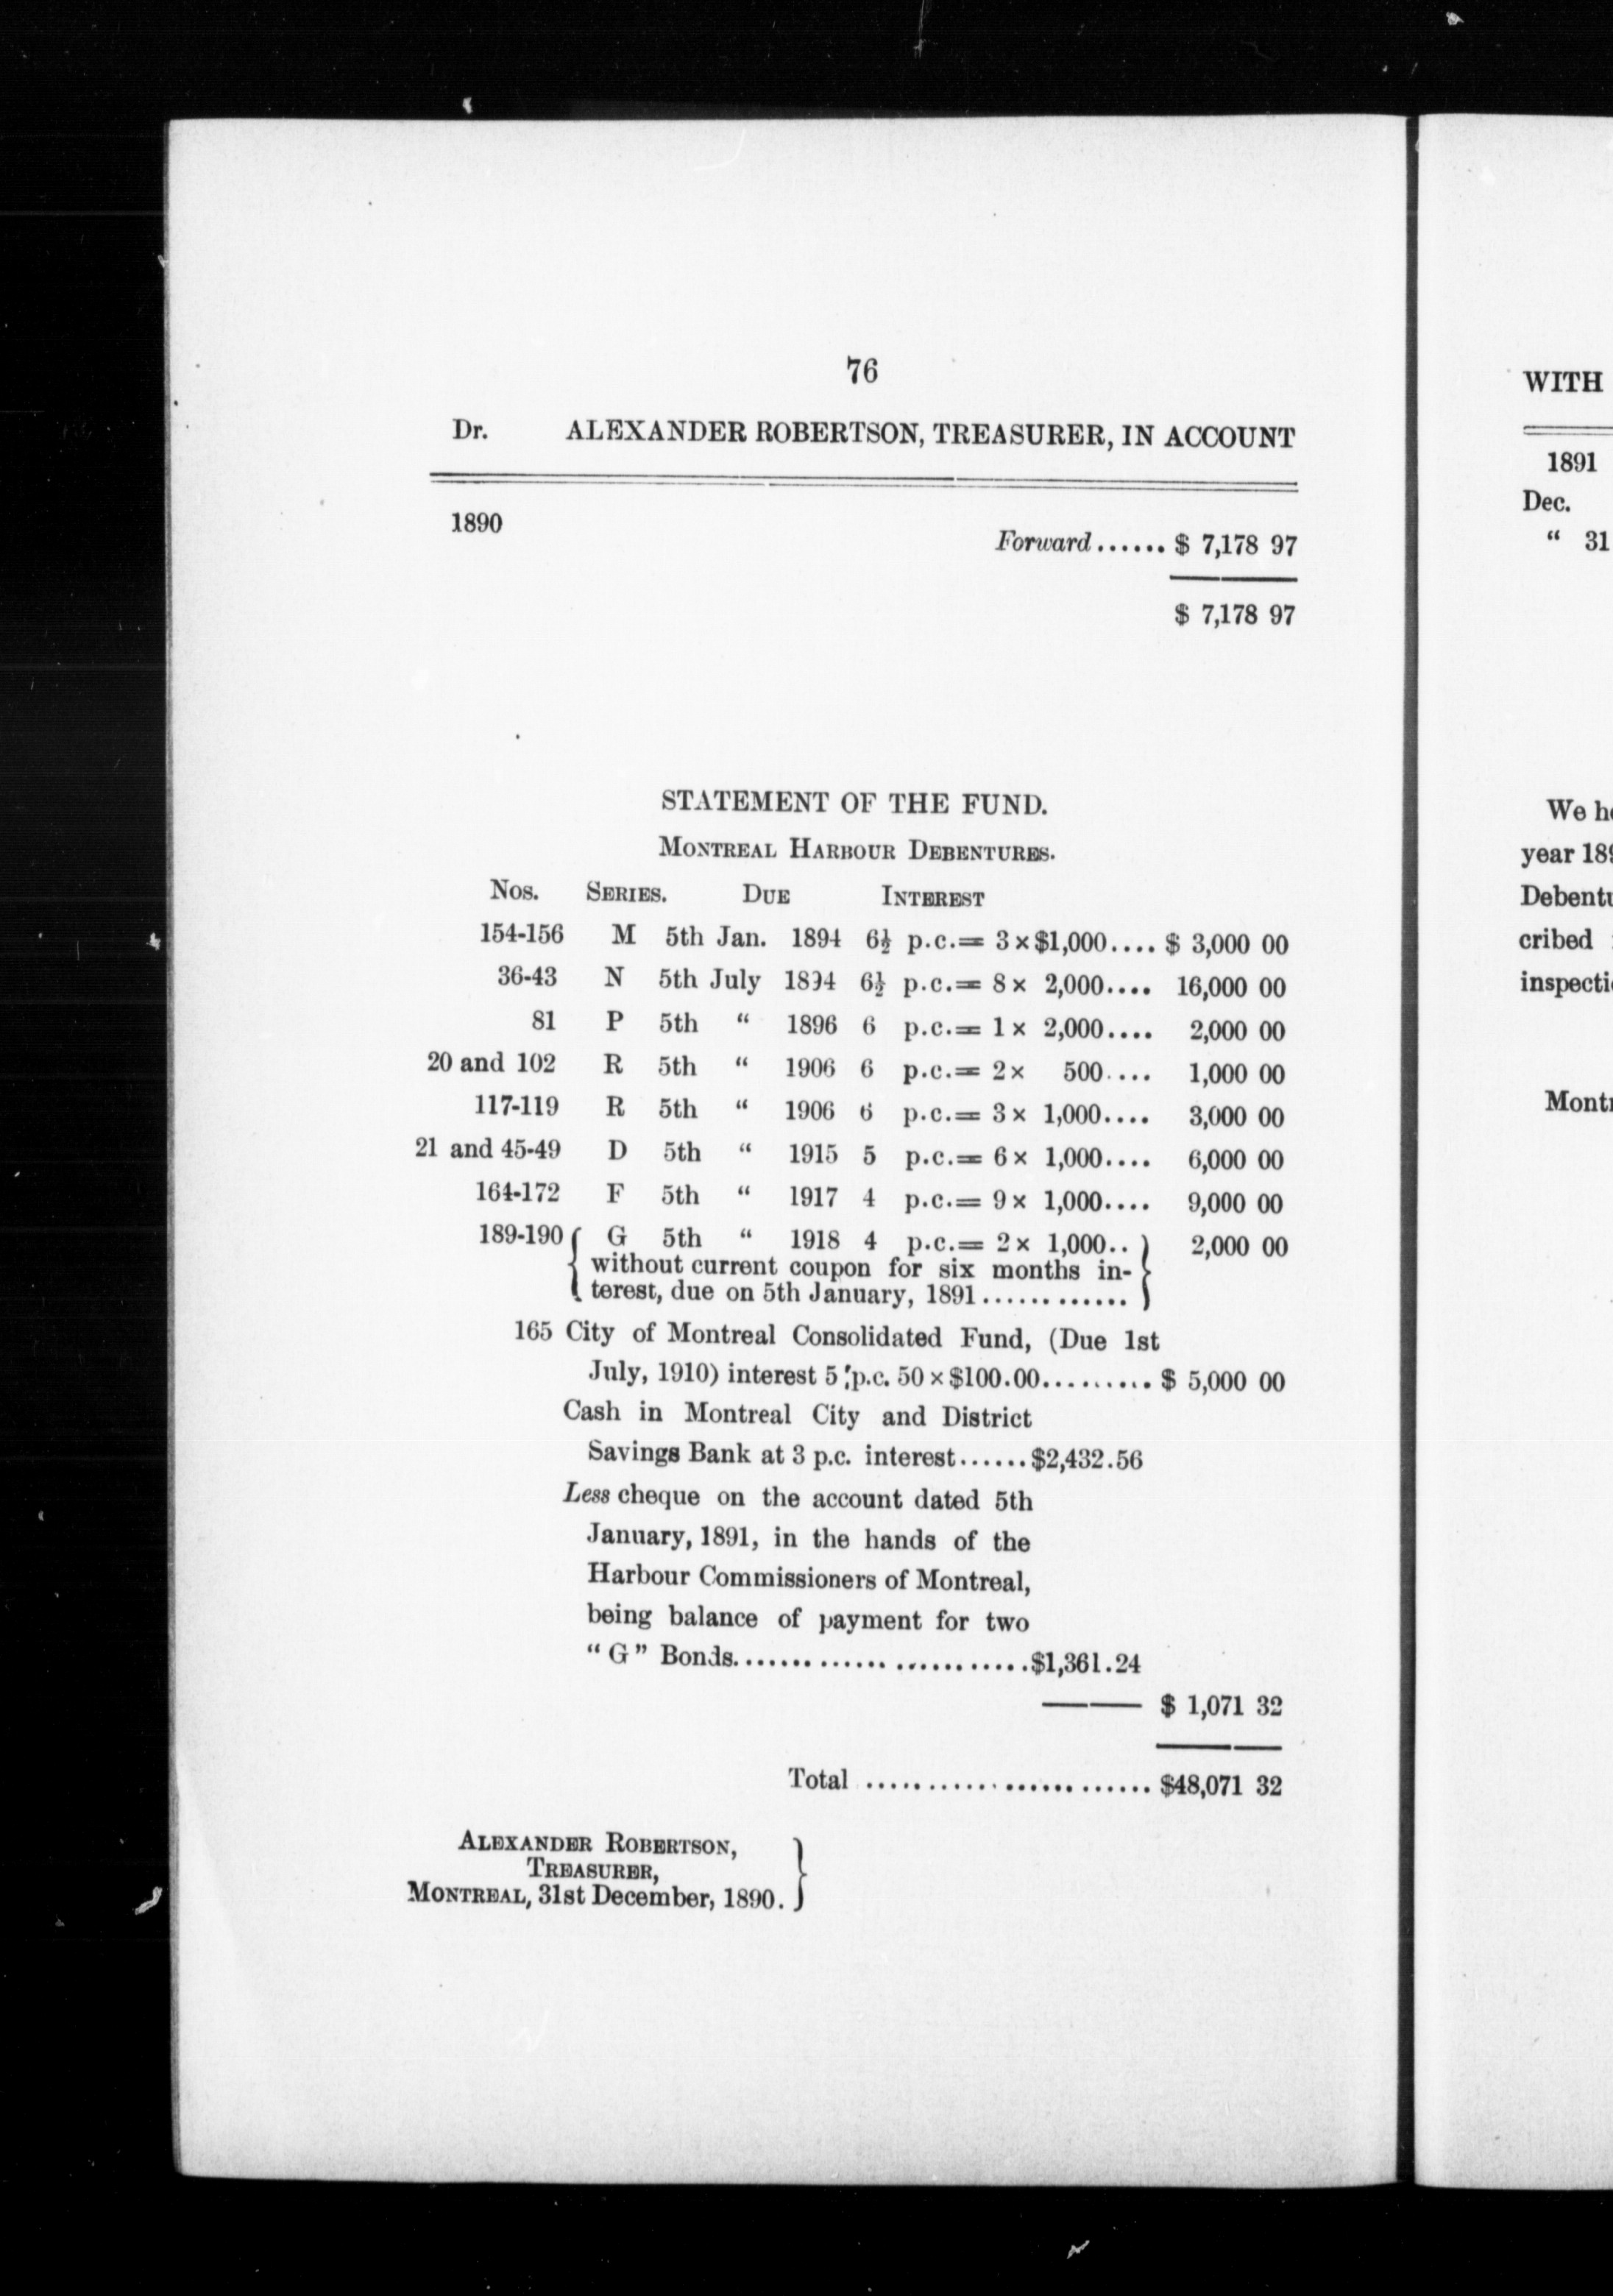 76
Dr. ALEXANDER ROBERTSON, TREASURER, IN ACCOUNT
1890
Forward...... $ 7,178 97
$ 7,178 97
STATEMENT OF THE FUND.
MONTREAL HARBOUR DEBENTURES.
Nos. SERIES. DUE INTEREST
154-156 M 5th Jan. 1894 6½ p.c.= 3 × $1,000.... $ 3,000 00
36-43 N 5th July 1894 6½ p.c.= 8 × 2,000.... 16,000 00
81 P 5th “ 1896 6 p.c.= 1 × 2,000.... 2,000 00
20 and 102 R 5th “ 1906 6 p.c.= 2 × 500.... 1,000 00
117-119 R 5th “ 1906 6 p.c.= 3 × 1,000.... 3,000 00
21 and 45-49 D 5th “ 1915 5 p.c.= 6 × 1,000.... 6,000 00
164-172 F 5th “ 1917 4 p.c.= 9 × 1,000.... 9,000 00
189-190 { G 5th “ 1918 4 p.c.= 2 × 1,000.. } 2,000 00
without current coupon for six months in-
terest, due on 5th January, 1891............
165 City of Montreal Consolidated Fund, (Due 1st
July, 1910) interest 5 p.c. 50 × $100.00......... $ 5,000 00
Cash in Montreal City and District
Savings Bank at 3 p.c. interest...... $2,432.56
Less cheque on the account dated 5th
January, 1891, in the hands of the
Harbour Commissioners of Montreal,
being balance of payment for two
“G” Bonds............................$1,361.24
$ 1,071 32
Total .......................... $48,071 32
ALEXANDER ROBERTSON,
TREASURER,
MONTREAL, 31st December, 1890. }
WITH
1891
Dec.
“ 31
We
year
Debent
cribed
inspecti
Mont